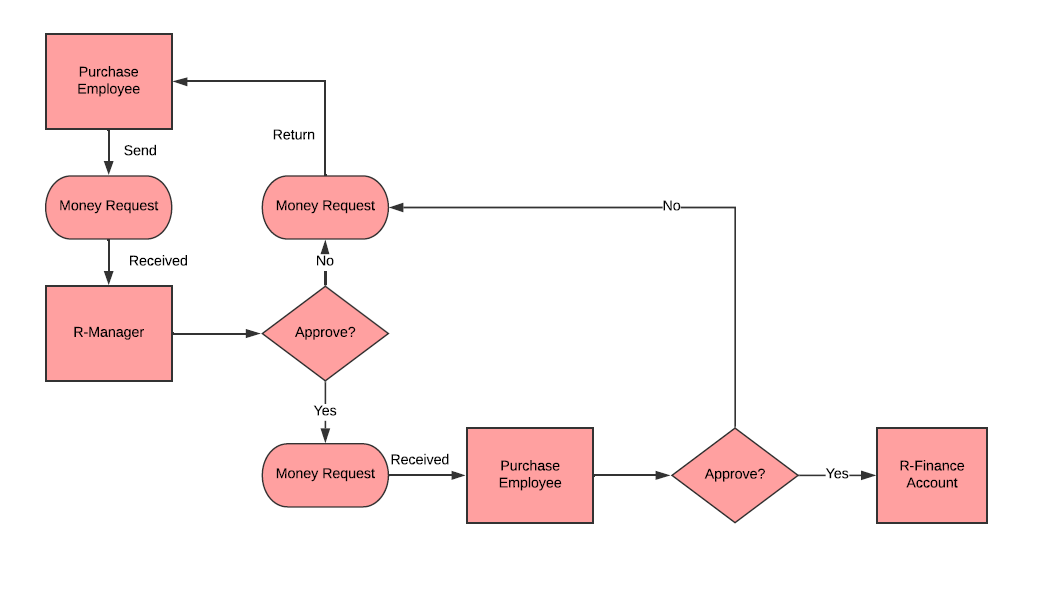 Purchase
Employee
Return
Send
Money Request
Money Request
No
Received
No
R-Manager
Approve?
Yes
Money Request
Received
Purchase
Employee
Approve?
Yes
R-Finance
Account